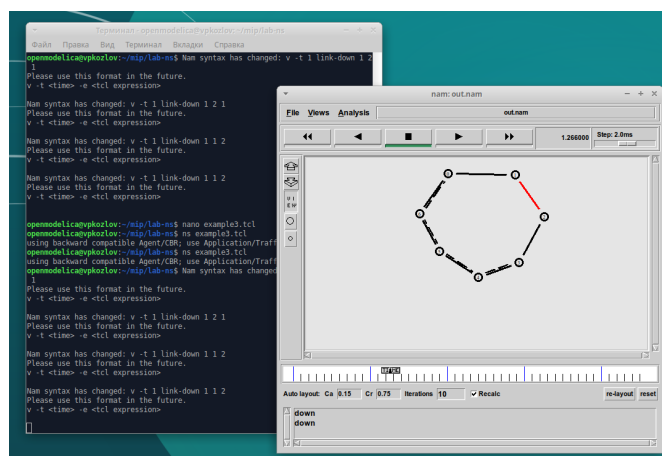 Терминал - openmodelica@vpkozlov: ~/mip/lab-ns
Файл Правка Вид Терминал Вкладки Справка
openmodelica@vpkozlov:~/mip/lab-ns$ Nam syntax has changed: v -t 1 link-down 1 2
1
Please use this format in the future.
v -t <time> -e <tcl expression>
Nam syntax has changed: v -t 1 link-down 1 2 1
Please use this format in the future.
v -t <time> -e <tcl expression>
Nam syntax has changed: v -t 1 link-down 1 1 2
Please use this format in the future.
v -t <time> -e <tcl expression>
Nam syntax has changed: v -t 1 link-down 1 1 2
Please use this format in the future.
v -t <time> -e <tcl expression>
openmodelica@vpkozlov:~/mip/lab-ns$ nano example3.tcl
openmodelica@vpkozlov:~/mip/lab-ns$ ns example3.tcl
using backward compatible Agent/CBR; use Application/Traff
openmodelica@vpkozlov:~/mip/lab-ns$ ns example3.tcl
using backward compatible Agent/CBR; use Application/Traff
openmodelica@vpkozlov:~/mip/lab-ns$ Nam syntax has changed
1
Please use this format in the future.
v -t <time> -e <tcl expression>
Nam syntax has changed: v -t 1 link-down 1 2 1
Please use this format in the future.
v -t <time> -e <tcl expression>
Nam syntax has changed: v -t 1 link-down 1 1 2
Please use this format in the future.
v -t <time> -e <tcl expression>
Nam syntax has changed: v -t 1 link-down 1 1 2
Please use this format in the future.
v -t <time> -e <tcl expression>
nam: out.nam
File Views Analysis out.nam
1.266000 Step: 2.0ms
Auto layout: Ca 0.15 Cr 0.75 Iterations 10 Recalc re-layout reset
down
down